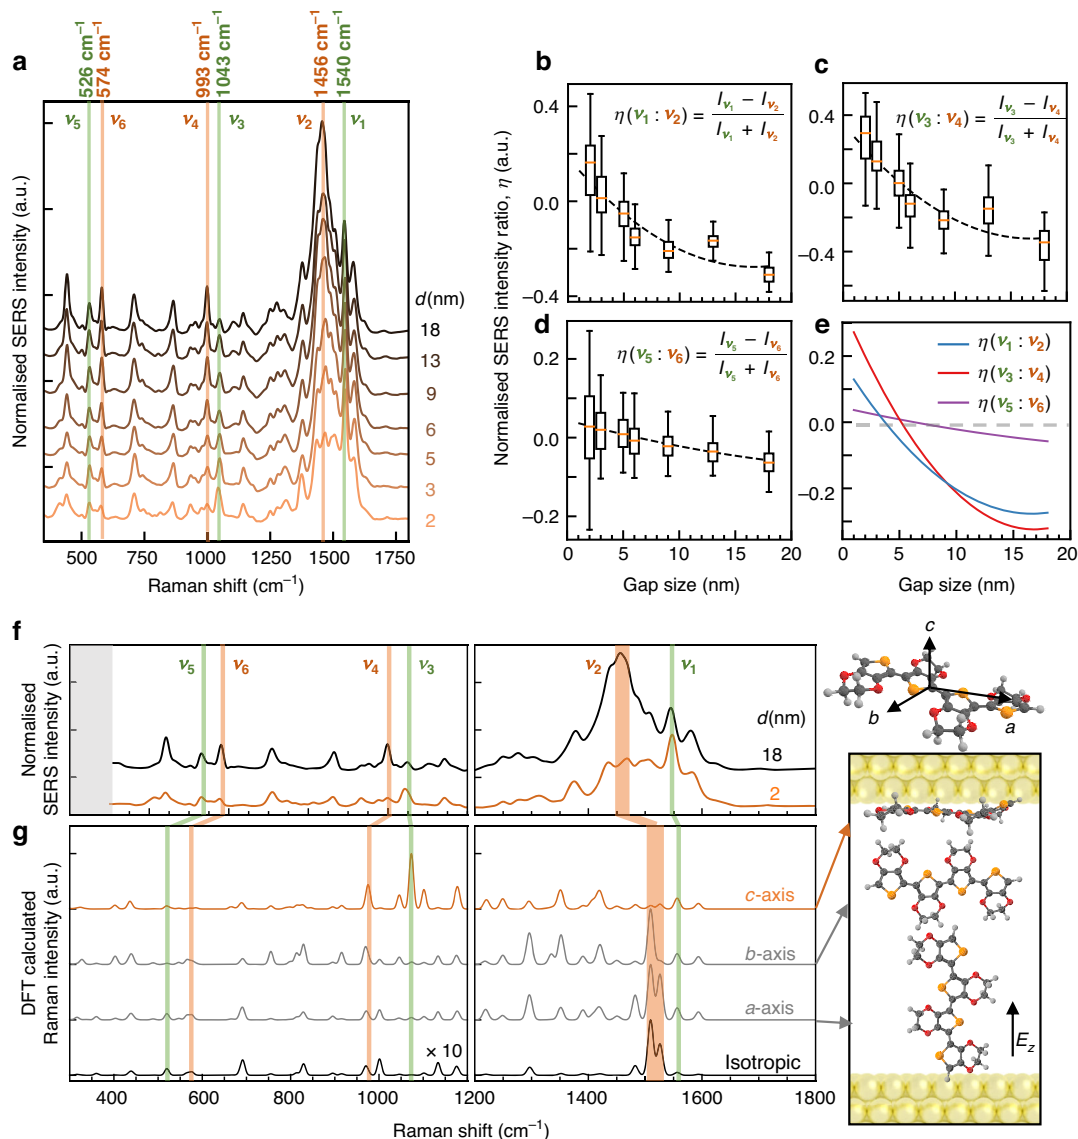 526 cm⁻¹
574 cm⁻¹
993 cm⁻¹
1043 cm⁻¹
1456 cm⁻¹
1540 cm⁻¹
a
ν₅ ν₆ ν₄ ν₃ ν₂ ν₁
Normalised SERS intensity (a.u.)
d(nm)
18
13
9
6
5
3
2
500 1000 1500
Raman shift (cm⁻¹)
b
η(ν₁ : ν₂) = (Iν₁ − Iν₂) / (Iν₁ + Iν₂)
Normalised SERS intensity ratio, η (a.u.)
0.4
0.0
−0.4
c
η(ν₃ : ν₄) = (Iν₃ − Iν₄) / (Iν₃ + Iν₄)
0.4
0.0
−0.4
d
η(ν₅ : ν₆) = (Iν₅ − Iν₆) / (Iν₅ + Iν₆)
0.2
0.0
−0.2
0 5 10 15 20
Gap size (nm)
e
η(ν₁ : ν₂)
η(ν₃ : ν₄)
η(ν₅ : ν₆)
0.2
0.0
−0.2
0 5 10 15 20
Gap size (nm)
f
Normalised
SERS intensity (a.u.)
ν₅ ν₆ ν₄ ν₃ ν₂ ν₁
d(nm)
18
2
c
b
a
g
DFT calculated
Raman intensity (a.u.)
c-axis
b-axis
a-axis
× 10
Isotropic
400 600 800 1000 1200 1400 1600 1800
Raman shift (cm⁻¹)
E_z